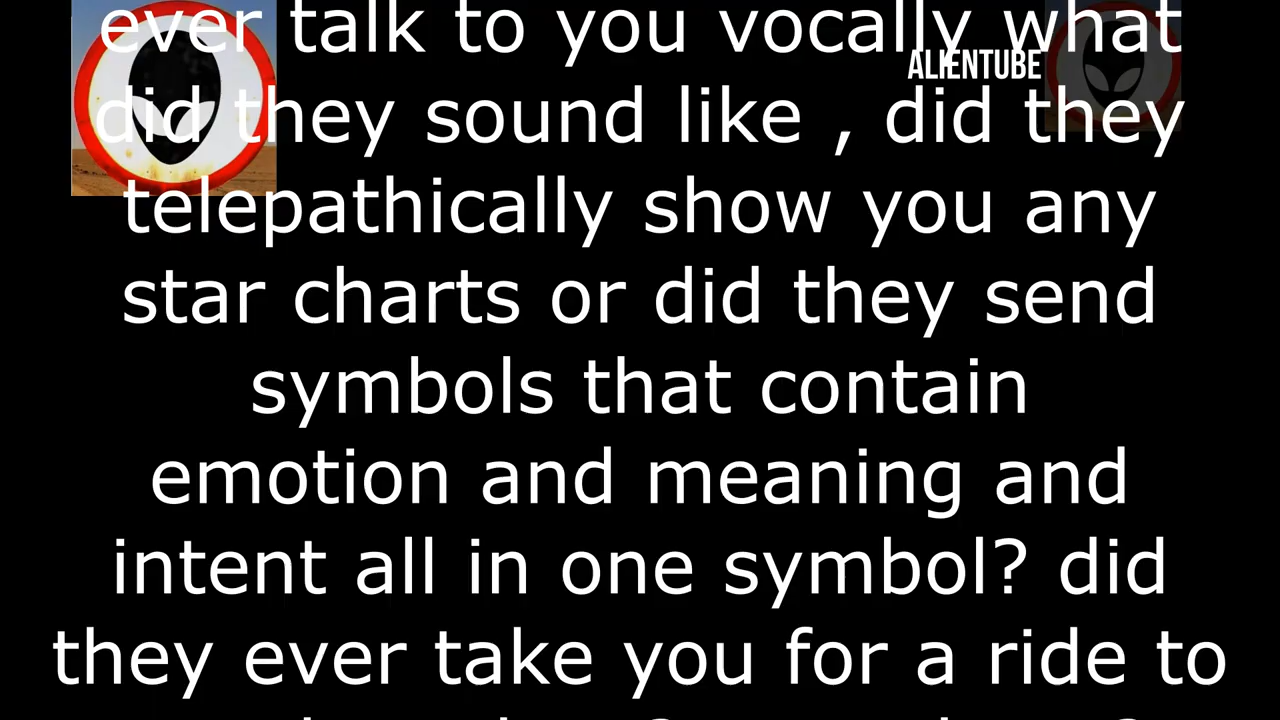 ever talk to you vocally what
ALIENTUBE
did they sound like , did they
telepathically show you any
star charts or did they send
symbols that contain
emotion and meaning and
intent all in one symbol? did
they ever take you for a ride to